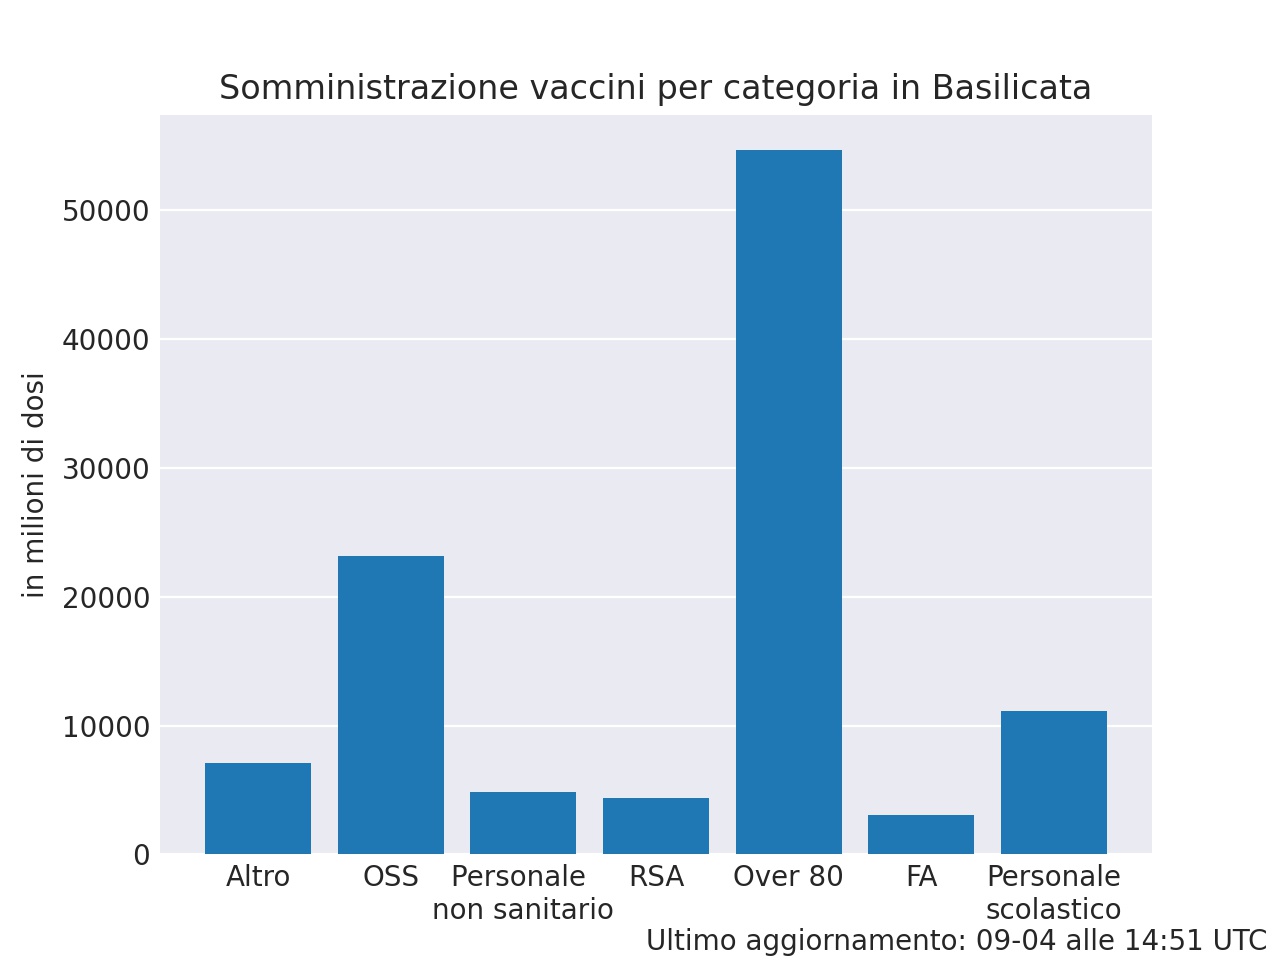 Somministrazione vaccini per categoria in Basilicata
in milioni di dosi
50000
40000
30000
20000
10000
0
Altro OSS Personale RSA Over 80 FA Personale
non sanitario scolastico
Ultimo aggiornamento: 09-04 alle 14:51 UTC